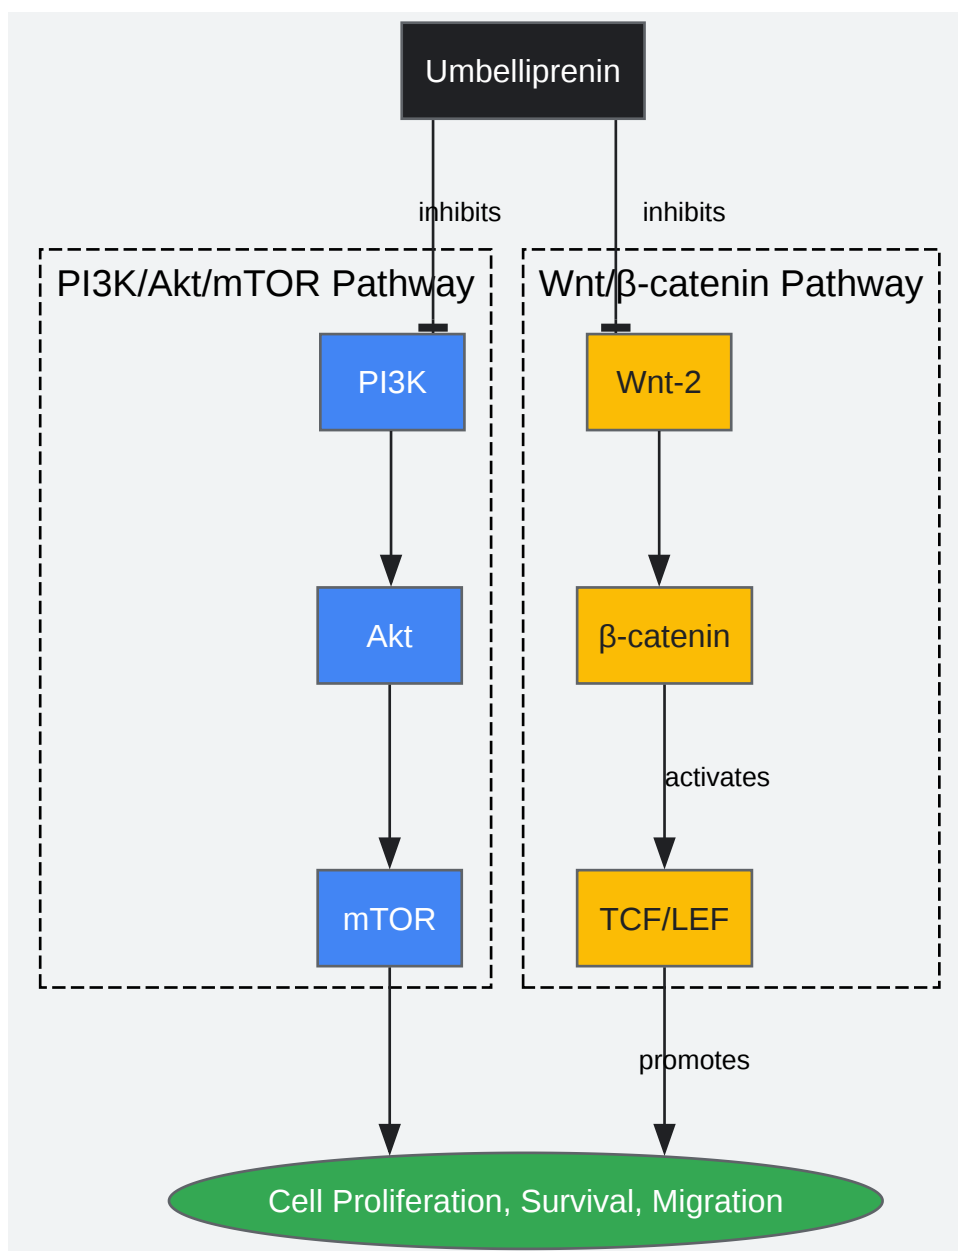 Umbelliprenin
inhibits
inhibits
PI3K/Akt/mTOR Pathway
Wnt/β-catenin Pathway
PI3K
Wnt-2
Akt
β-catenin
activates
mTOR
TCF/LEF
promotes
Cell Proliferation, Survival, Migration